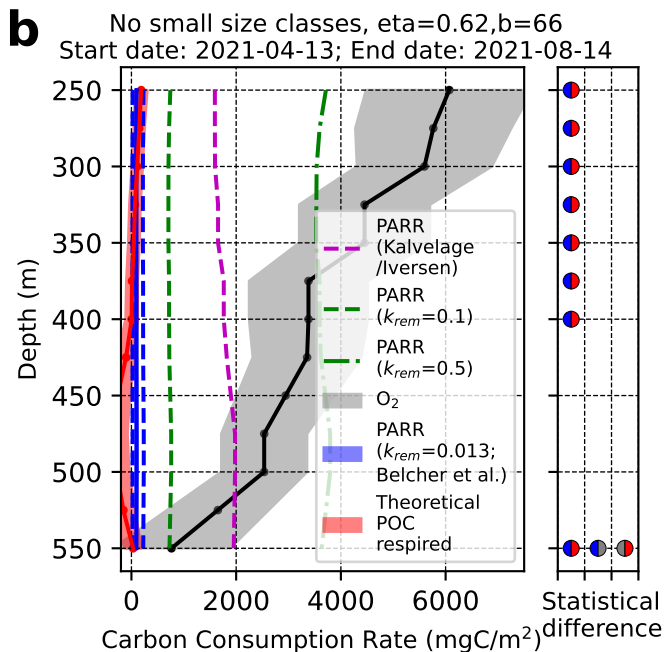 b
No small size classes, eta=0.62,b=66
Start date: 2021-04-13; End date: 2021-08-14
250
300
350
400
450
500
550
Depth (m)
PARR
(Kalvelage
/Iversen)
PARR
(k_rem=0.1)
PARR
(k_rem=0.5)
O₂
PARR
(k_rem=0.013;
Belcher et al.)
Theoretical
POC
respired
0 2000 4000 6000
Carbon Consumption Rate (mgC/m²)
Statistical
difference